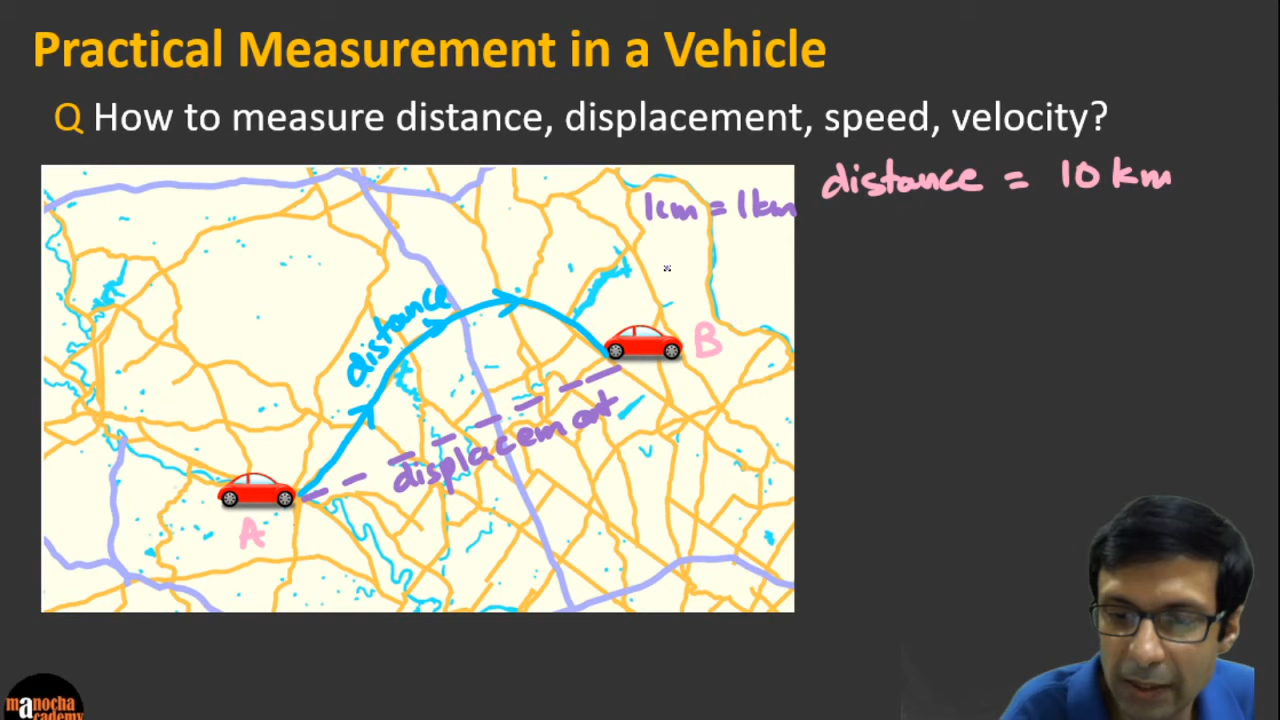 Practical Measurement in a Vehicle
Q How to measure distance, displacement, speed, velocity?
distance = 10 km
1cm = 1km
distance
B
displacement
A
manocha
academy